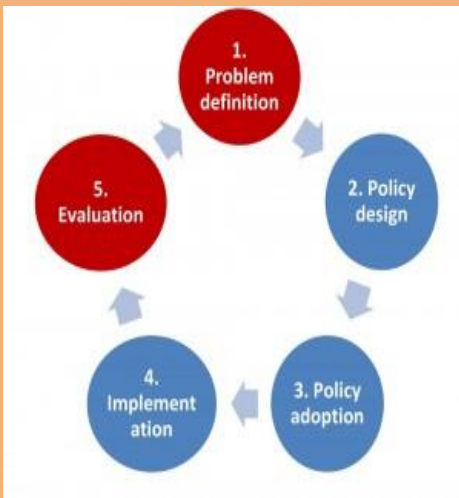 1.
Problem
definition
2. Policy
design
3. Policy
adoption
4.
Implement
ation
5.
Evaluation